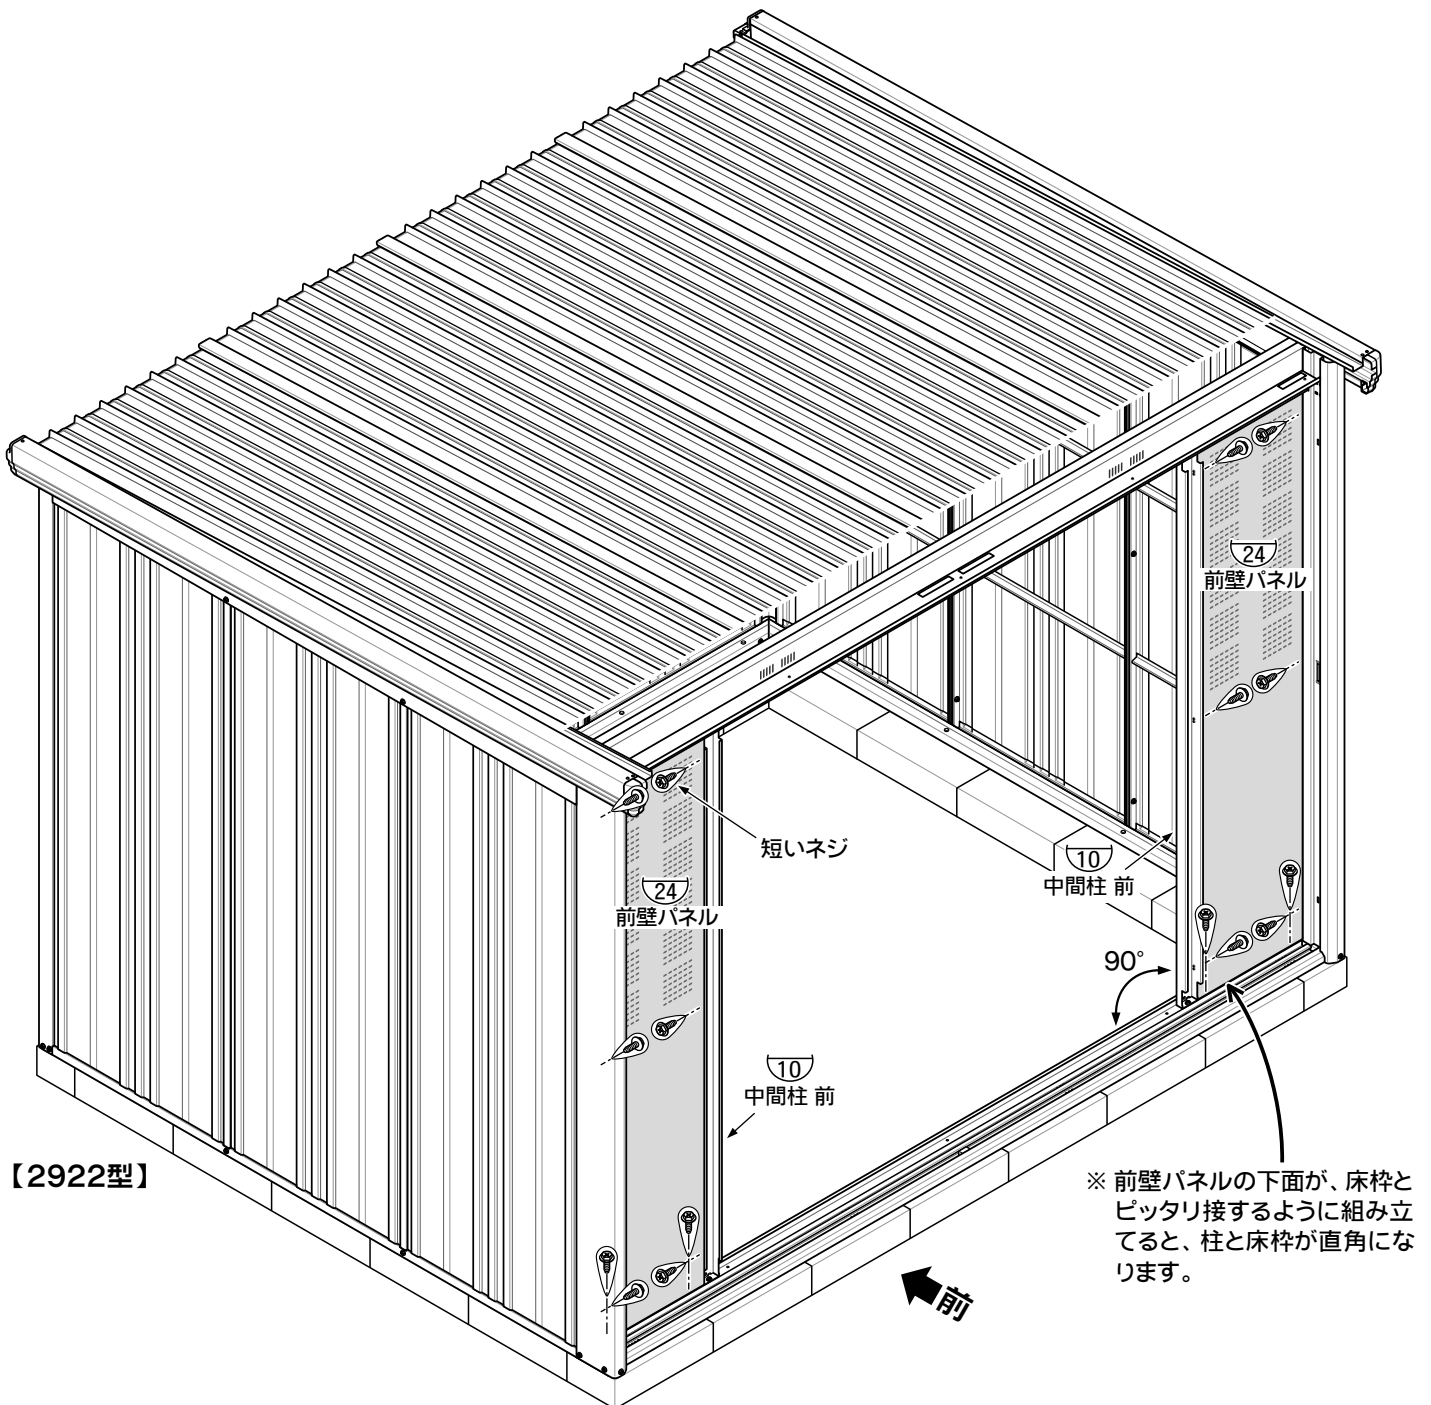 24
前壁パネル
短いネジ
10
中間柱 前
24
前壁パネル
90°
10
中間柱 前
【2922型】
※ 前壁パネルの下面が、床枠と
ピッタリ接するように組み立
てると、柱と床枠が直角にな
ります。
前